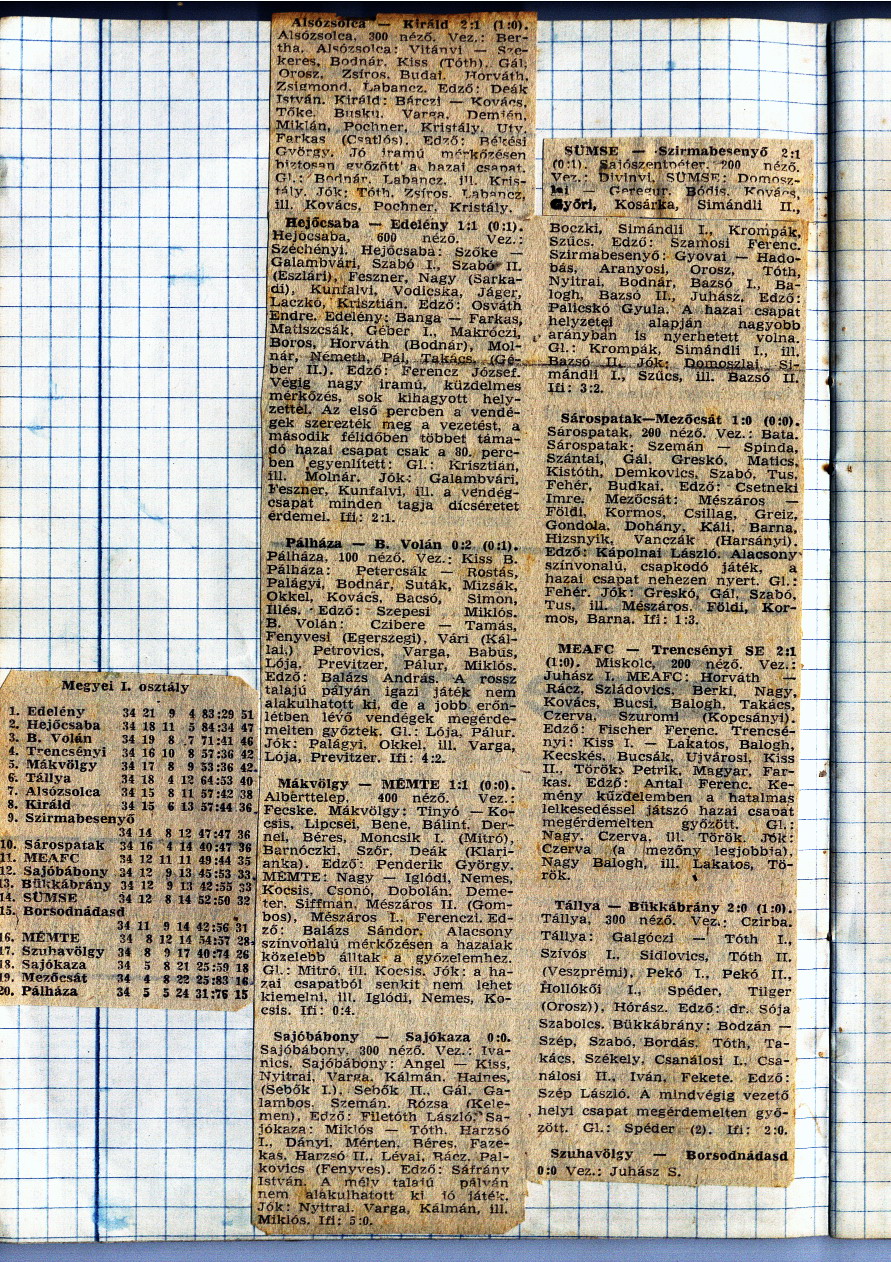 Alsózsolca — Királd 2:1 (1:0).
Alsózsolca, 300 néző. Vez.: Ber-
tha. Alsózsolca: Vitányi — Sze-
keres, Bodnár, Kiss (Tóth), Gál,
Orosz, Zsíros, Budai, Horváth,
Zsigmond, Labancz. Edző: Deák
István. Királd: Bárczi — Kovács,
Tőke, Busku, Varga, Demjén,
Miklán, Pochner, Kristály, Uty,
Farkas (Csatlós). Edző: Békési
György. Jó iramú mérkőzésen
biztosan győzött a hazai csapat.
Gl.: Bodnár, Labancz, ill. Kris-
tály. Jók: Tóth, Zsíros, Labancz,
ill. Kovács, Pochner, Kristály.
Hejőcsaba — Edelény 1:1 (0:1).
Hejőcsaba, 600 néző. Vez.:
Széchényi. Hejőcsaba: Szőke —
Galambvári, Szabó I., Szabó II.
(Eszlári), Feszner, Nagy (Sarka-
di), Kunfalvi, Vodicska, Jáger,
Laczkó, Krisztián. Edző: Osváth
Endre. Edelény: Banga — Farkas,
Matiszcsák, Géber I., Makróczi,
Boros, Horváth (Bodnár), Mol-
nár, Németh, Pál, Takács, (Gé-
ber II.). Edző: Ferencz József.
Végig nagy iramú, küzdelmes
mérkőzés, sok kihagyott hely-
zettel. Az első percben a vendé-
gek szerezték meg a vezetést, a
második félidőben többet táma-
dó hazai csapat csak a 80. perc-
ben egyenlített: Gl.: Krisztián,
ill. Molnár. Jók: Galambvári,
Feszner, Kunfalvi, ill. a vendég-
csapat minden tagja dicséretet
érdemel. Ifi: 2:1.
Pálháza — B. Volán 0:2 (0:1).
Pálháza, 100 néző. Vez.: Kiss B.
Pálháza: Petercsák — Rostás,
Palágyi, Bodnár, Suták, Mizsák,
Okkel, Kovács, Bacsó, Simon,
Illés. Edző: Szepesi Miklós.
B. Volán: Czibere — Tamás,
Fenyvesi (Egerszegi), Vári (Kál-
lai,) Petrovics, Varga, Babus,
Lója, Previtzer, Pálur, Miklós.
Edző: Balázs András. A rossz
talajú pályán igazi játék nem
alakulhatott ki, de a jobb erőn-
létben lévő vendégek megérde-
melten győztek. Gl.: Lója, Pálur.
Jók: Palágyi, Okkel, ill. Varga,
Lója, Previtzer. Ifi: 4:2.
Mákvölgy — MÉMTE 1:1 (0:0).
Alberttelep, 400 néző. Vez.:
Fecske. Mákvölgy: Tinyó — Ko-
csis, Lipcsei, Bene, Bálint, Der-
nei, Béres, Moncsik I. (Mitró),
Barnóczki, Szőr, Deák (Klari-
anka). Edző: Penderik György.
MÉMTE: Nagy — Iglódi, Nemes,
Kocsis, Csonó, Dobolán, Deme-
ter, Siffman, Mészáros II. (Gom-
bos), Mészáros I., Ferenczi. Ed-
ző: Balázs Sándor. Alacsony
színvonalú mérkőzésen a hazaiak
közelebb álltak a győzelemhez.
Gl.: Mitró, ill. Kocsis. Jók: a ha-
zai csapatból senkit nem lehet
kiemelni, ill. Iglódi, Nemes, Ko-
csis. Ifi: 0:4.
Sajóbábony — Sajókaza 0:0.
Sajóbábony, 300 néző. Vez.: Iva-
nics. Sajóbábony: Angel — Kiss,
Nyitrai, Varga, Kálmán, Haines,
(Sebők I.), Sebők II., Gál, Ga-
lambos, Szemán, Rózsa (Kele-
men), Edző: Filetóth László. Sa-
jókaza: Miklós — Tóth, Harzsó
I., Dányi, Mérten, Béres, Faze-
kas, Harzsó II., Lévai, Rácz, Pal-
kovics (Fenyves). Edző: Sáfrány
István. A mély talajú pályán
nem alakulhatott ki jó játék.
Jók: Nyitrai, Varga, Kálmán, ill.
Miklós. Ifi: 5:0.
SÜMSE — Szirmabesenyő 2:1
(0:1). Sajószentpéter, 200 néző.
Vez.: Divinyi. SÜMSE: Domosz-
lai — Geregur, Bódis, Kovács,
Győri, Kosárka, Simándli II.,
Boczki, Simándli I., Krompák,
Szűcs. Edző: Szamosi Ferenc.
Szirmabesenyő: Gyovai — Hado-
bás, Aranyosi, Orosz, Tóth,
Nyitrai, Bodnár, Bazsó I., Ba-
logh, Bazsó II., Juhász, Edző:
Palicskó Gyula. A hazai csapat
helyzetei alapján nagyobb
arányban is nyerhetett volna.
Gl.: Krompák, Simándli I., ill.
Bazsó II. Jók: Domoszlai, Si-
mándli I., Szűcs, ill. Bazsó II.
Ifi: 3:2.
Sárospatak—Mezőcsát 1:0 (0:0).
Sárospatak, 200 néző. Vez.: Bata.
Sárospatak: Szemán — Spinda,
Szántai, Gál, Greskó, Matics,
Kistóth, Demkovics, Szabó, Tus,
Fehér, Budkai. Edző: Csetneki
Imre. Mezőcsát: Mészáros —
Földi, Kormos, Csillag, Greiz,
Gondola, Dohány, Káli, Barna,
Hizsnyik, Vanczák (Harsányi).
Edző: Kápolnai László. Alacsony
színvonalú, csapkodó játék, a
hazai csapat nehezen nyert. Gl.:
Fehér. Jók: Greskó, Gál, Szabó,
Tus, ill. Mészáros, Földi, Kor-
mos, Barna. Ifi: 1:3.
MEAFC — Trencsényi SE 2:1
(1:0). Miskolc, 200 néző. Vez.:
Juhász I. MEAFC: Horváth —
Rácz, Szládovics, Berki, Nagy,
Kovács, Bucsi, Balogh, Takács,
Czerva, Szuromi (Kopcsányi).
Edző: Fischer Ferenc. Trencsé-
nyi: Kiss I. — Lakatos, Balogh,
Kecskés, Bucsák, Ujvárosi, Kiss
II., Török, Petrik, Magyar, Far-
kas. Edző: Antal Ferenc. Ke-
mény küzdelemben a hatalmas
lelkesedéssel játszó hazai csapat
megérdemelten győzött. Gl.:
Nagy, Czerva, ill. Török. Jók:
Czerva (a mezőny legjobbja),
Nagy Balogh, ill. Lakatos, Tö-
rök.
Tállya — Bükkábrány 2:0 (1:0).
Tállya, 300 néző. Vez.: Czirba.
Tállya: Galgóczi — Tóth I.,
Szívós I., Sidlovics, Tóth II.
(Veszprémi), Pekó I., Pekó II.,
Hollókői I., Spéder, Tilger
(Orosz)), Hórász. Edző: dr. Sója
Szabolcs. Bükkábrány: Bodzán —
Szép, Szabó, Bordás, Tóth, Ta-
kács, Székely, Csanálosi I., Csa-
nálosi II., Iván, Fekete. Edző:
Szép László. A mindvégig vezető
helyi csapat megérdemelten győ-
zött. Gl.: Spéder (2). Ifi: 2:0.
Szuhavölgy — Borsodnádasd
0:0 Vez.: Juhász S.
Megyei I. osztály
1. Edelény 34 21 9 4 83:29 51
2. Hejőcsaba 34 18 11 5 84:34 47
3. B. Volán 34 19 8 7 71:41 46
4. Trencsényi 34 16 10 8 57:36 42
5. Mákvölgy 34 17 8 9 53:36 42
6. Tállya 34 18 4 12 64:53 40
7. Alsózsolca 34 15 8 11 57:42 38
8. Királd 34 15 6 13 57:44 36
9. Szirmabesenyő
34 14 8 12 47:47 36
10. Sárospatak 34 16 4 14 40:47 36
11. MEAFC 34 12 11 11 49:44 35
12. Sajóbábony 34 12 9 13 45:53 33
13. Bükkábrány 34 12 9 13 42:55 33
14. SÜMSE 34 12 8 14 52:50 32
15. Borsodnádasd
34 11 9 14 42:56 31
16. MÉMTE 34 8 12 14 54:57 28
17. Szuhavölgy 34 8 9 17 40:74 26
18. Sajókaza 34 5 8 21 25:59 18
19. Mezőcsát 34 4 8 22 25:83 16
20. Pálháza 34 5 5 24 31:76 15